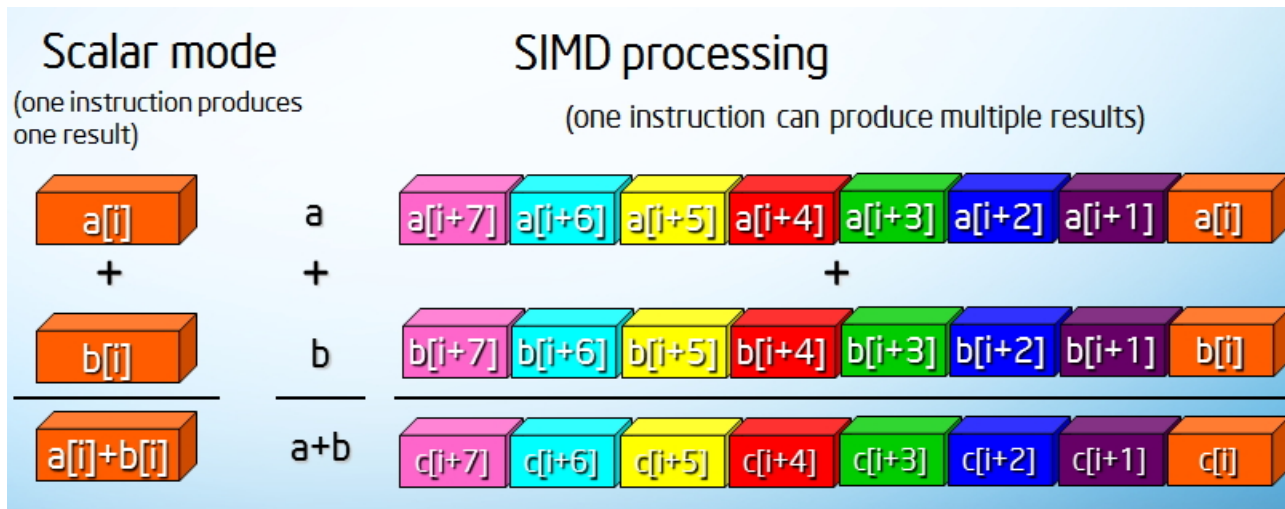 Scalar mode
(one instruction produces
one result)
SIMD processing
(one instruction can produce multiple results)
a[i] a a[i+7] a[i+6] a[i+5] a[i+4] a[i+3] a[i+2] a[i+1] a[i]
+ + +
b[i] b b[i+7] b[i+6] b[i+5] b[i+4] b[i+3] b[i+2] b[i+1] b[i]
a[i]+b[i] a+b c[i+7] c[i+6] c[i+5] c[i+4] c[i+3] c[i+2] c[i+1] c[i]